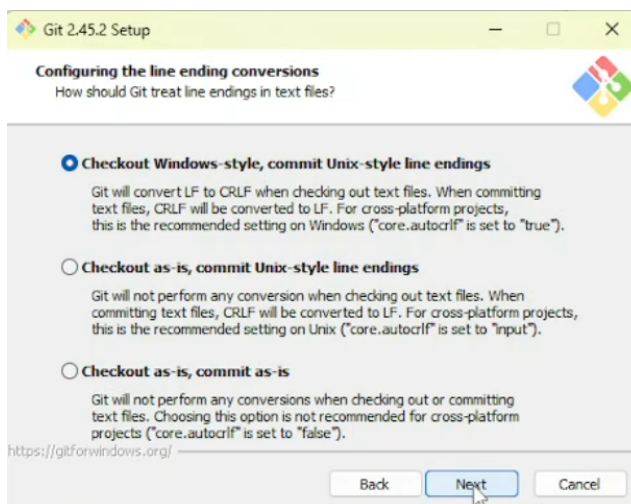 Git 2.45.2 Setup
Configuring the line ending conversions
How should Git treat line endings in text files?
Checkout Windows-style, commit Unix-style line endings
Git will convert LF to CRLF when checking out text files. When committing
text files, CRLF will be converted to LF. For cross-platform projects,
this is the recommended setting on Windows ("core.autocrlf" is set to "true").
Checkout as-is, commit Unix-style line endings
Git will not perform any conversion when checking out text files. When
committing text files, CRLF will be converted to LF. For cross-platform projects,
this is the recommended setting on Unix ("core.autocrlf" is set to "input").
Checkout as-is, commit as-is
Git will not perform any conversions when checking out or committing
text files. Choosing this option is not recommended for cross-platform
projects ("core.autocrlf" is set to "false").
https://gitforwindows.org/
Back Next Cancel